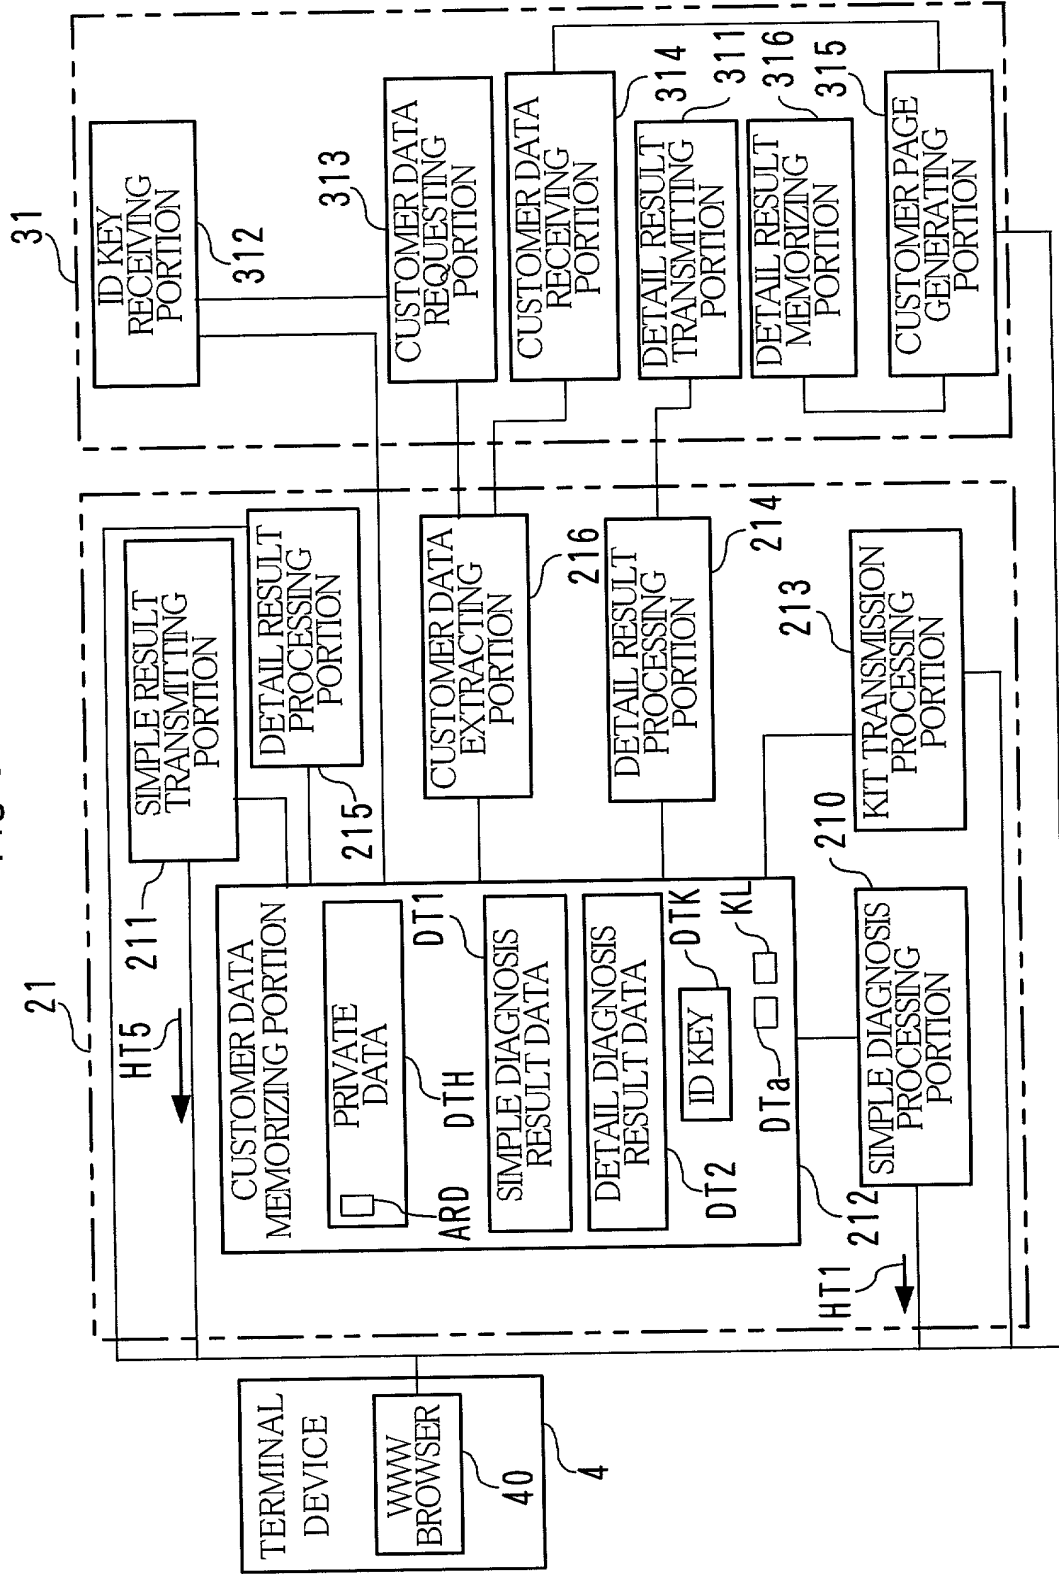 31
ID KEY
RECEIVING
PORTION
312
313
CUSTOMER DATA
REQUESTING
PORTION
CUSTOMER DATA
RECEIVING
PORTION
314
DETAIL RESULT
TRANSMITTING
PORTION
311
DETAIL RESULT
MEMORIZING
PORTION
316
CUSTOMER PAGE
GENERATING
PORTION
315
21
SIMPLE RESULT
TRANSMITTING
PORTION
211
DETAIL RESULT
PROCESSING
PORTION
215
CUSTOMER DATA
EXTRACTING
PORTION
216
DETAIL RESULT
PROCESSING
PORTION
214
KIT TRANSMISSION
PROCESSING
PORTION
213
HT5
CUSTOMER DATA
MEMORIZING PORTION
PRIVATE
DATA
DTH
ARD
DT1
SIMPLE DIAGNOSIS
RESULT DATA
DETAIL DIAGNOSIS
RESULT DATA
DT2
ID KEY
DTK
KL
DTa
212
210
SIMPLE DIAGNOSIS
PROCESSING
PORTION
HT1
TERMINAL
DEVICE
WWW
BROWSER
40
4